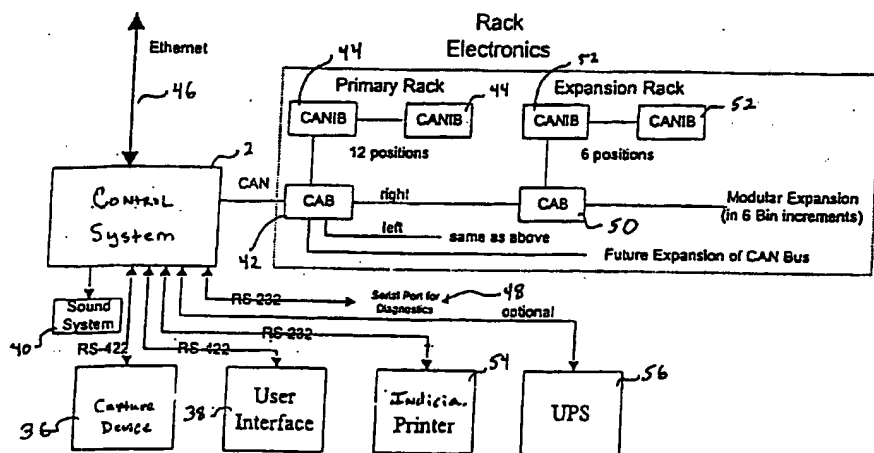 Rack
Electronics
Ethernet
46
44
Primary Rack
44
52
Expansion Rack
52
CANIB
CANIB
CANIB
CANIB
12 positions
6 positions
2
CAN
Control
System
CAB
right
CAB
Modular Expansion
(in 6 Bin increments)
42
left
same as above
50
Future Expansion of CAN Bus
RS-232
Serial Port for
Diagnostics
48
optional
Sound
System
40
RS-422
RS-422
RS-232
54
56
36
Capture
Device
38
User
Interface
Indicia
Printer
UPS